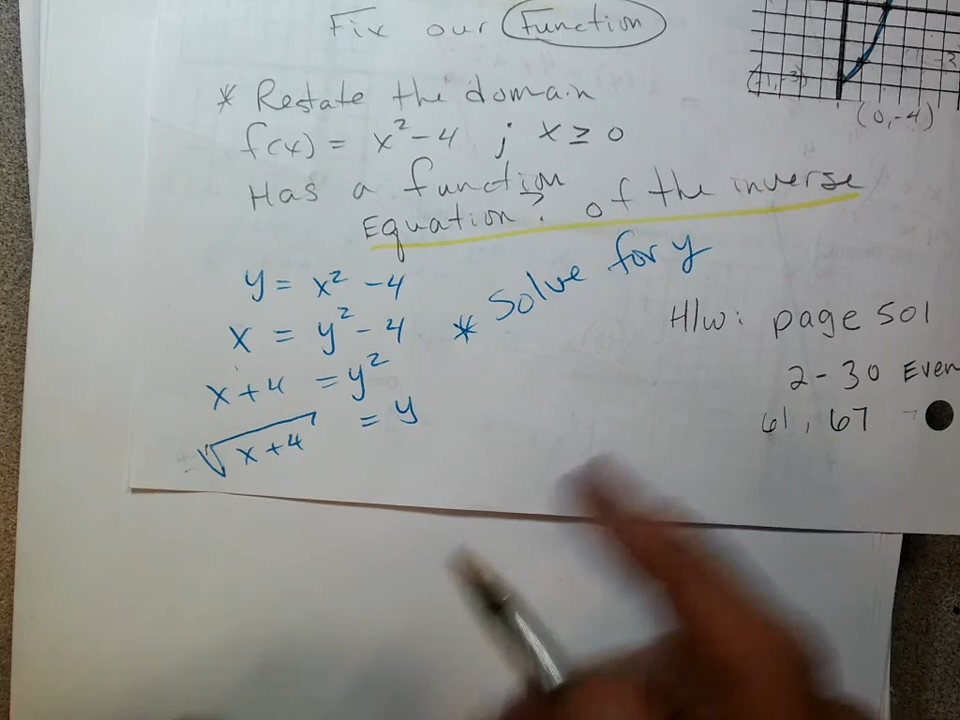 Fix our Function
* Restate the domain
f(x) = x² - 4 ; x ≥ 0
Has a function
Equation? of the inverse
y = x² - 4
x = y² - 4 * Solve for y
x + 4 = y²
√x+4 = y
(0,-4)
H/w: page 501
2 - 30 Even
61, 67